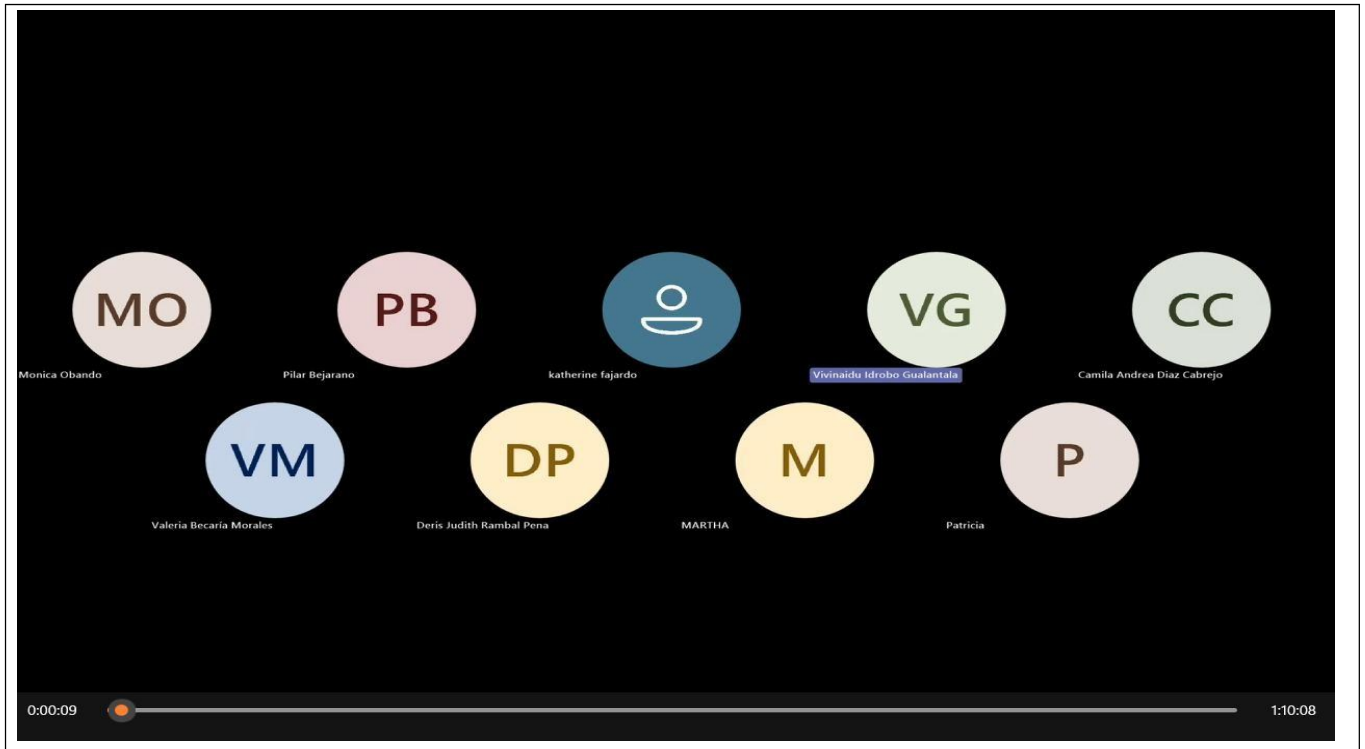 MO PB VG CC
Monica Obando Pilar Bejarano katherine fajardo Vivinaidu Idrobo Gualantala Camila Andrea Diaz Cabrejo
VM DP M P
Valeria Becaría Morales Deris Judith Rambal Pena MARTHA Patricia
0:00:09 1:10:08